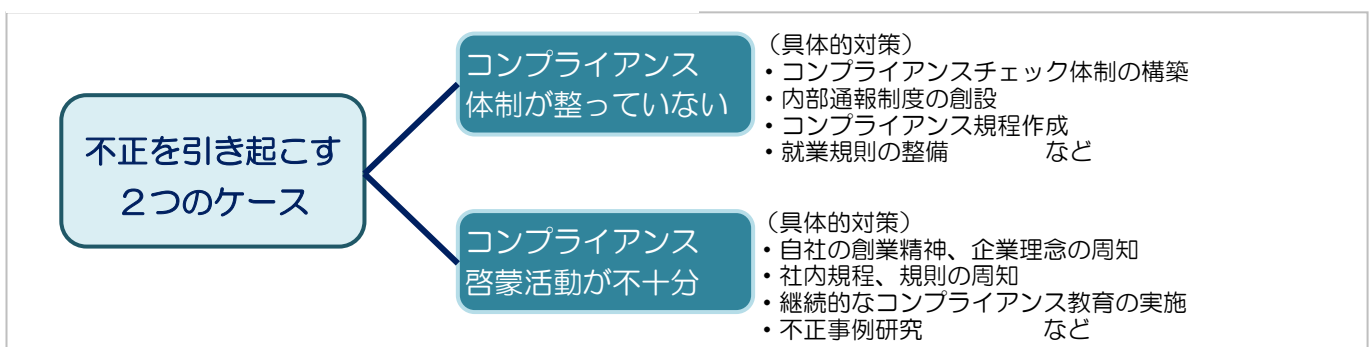 不正を引き起こす
２つのケース
コンプライアンス
体制が整っていない
（具体的対策）
・コンプライアンスチェック体制の構築
・内部通報制度の創設
・コンプライアンス規程作成
・就業規則の整備　　　　　など
コンプライアンス
啓蒙活動が不十分
（具体的対策）
・自社の創業精神、企業理念の周知
・社内規程、規則の周知
・継続的なコンプライアンス教育の実施
・不正事例研究　　　　　　など